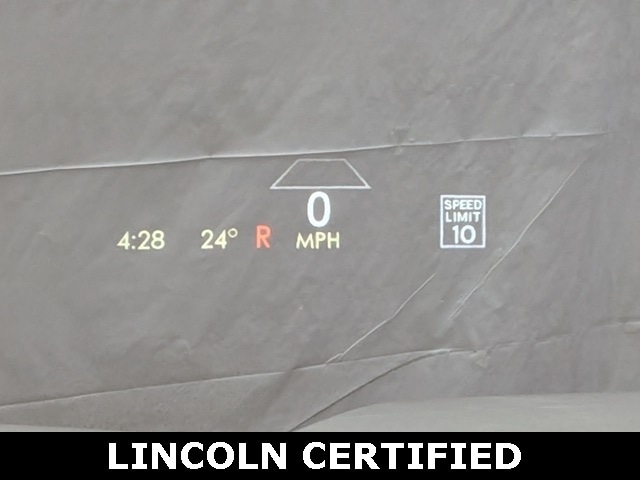 0
SPEED
LIMIT
10
4:28 24° R MPH
LINCOLN CERTIFIED